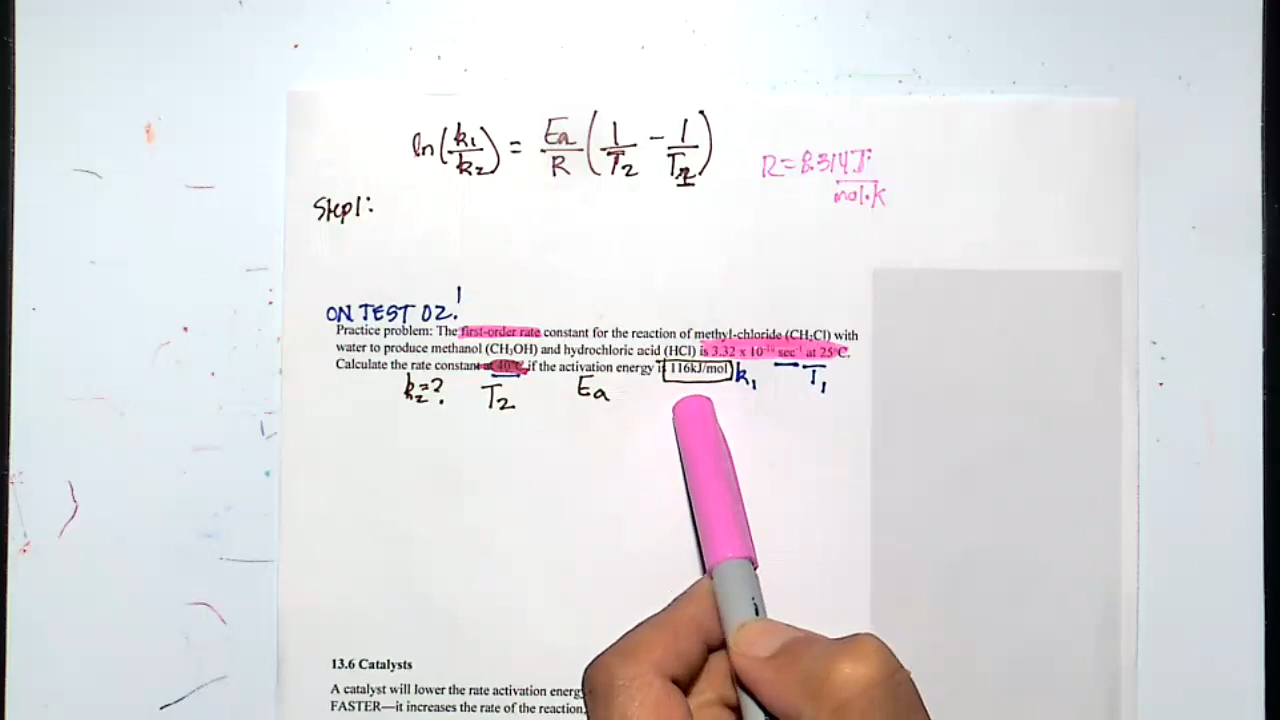 ln(k₁/k₂) = Ea/R (1/T₂ - 1/T₁)
R=8.314J/mol·K
Step1:
ON TEST 02!
Practice problem: The first-order rate constant for the reaction of methyl-chloride (CH₃Cl) with
water to produce methanol (CH₃OH) and hydrochloric acid (HCl) is 3.32 x 10⁻¹⁰ sec⁻¹ at 25°C.
Calculate the rate constant at 40°C if the activation energy is 116kJ/mol
k₁ T₁
k₂=? T₂ Ea
13.6 Catalysts
A catalyst will lower the rate activation energy
FASTER—it increases the rate of the reaction,